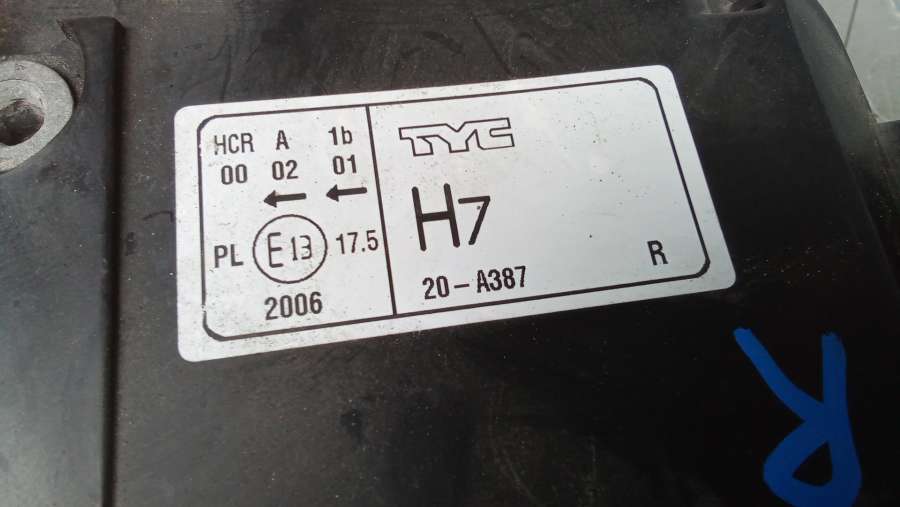 HCR A 1b
00 02 01
← ←
PL E13 17.5
2006
TYC
H7
20-A387 R
R